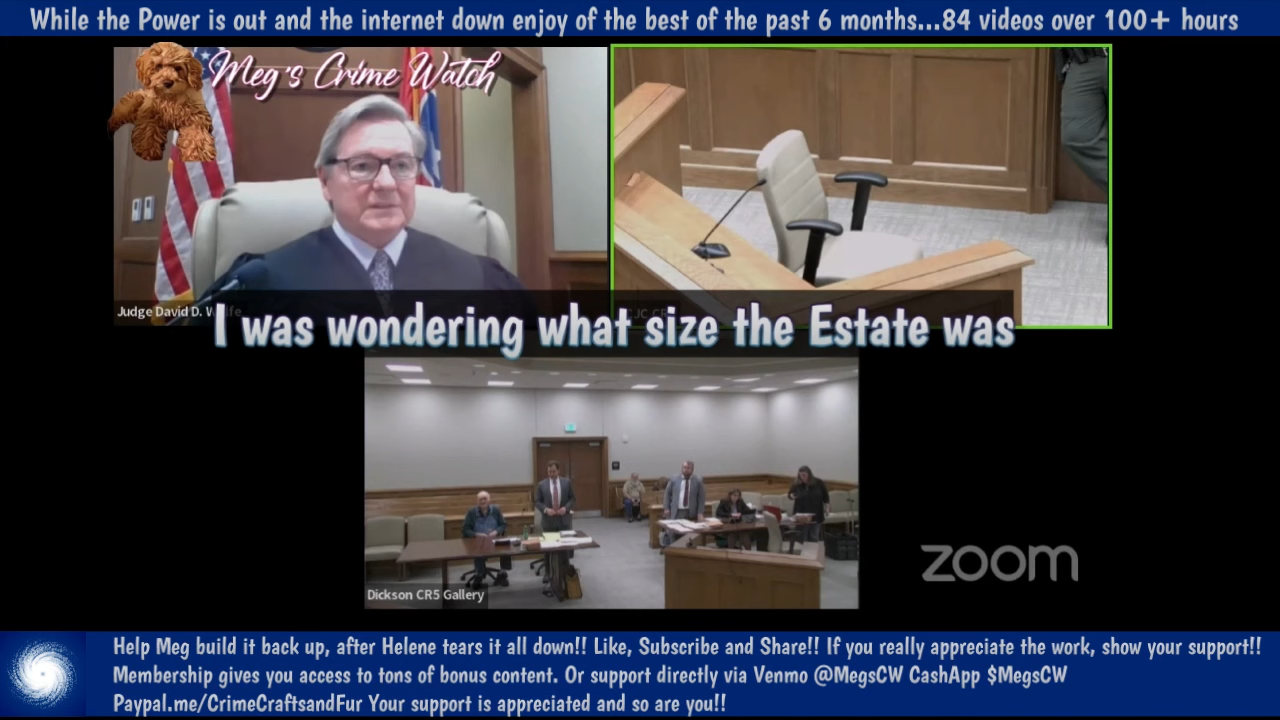 While the Power is out and the internet down enjoy of the best of the past 6 months...84 videos over 100+ hours
Meg's Crime Watch
Judge David D. W lfe
I was wondering what size the Estate was
Dickson CR5 Gallery
zoom
Help Meg build it back up, after Helene tears it all down!! Like, Subscribe and Share!! If you really appreciate the work, show your support!!
Membership gives you access to tons of bonus content. Or support directly via Venmo @MegsCW CashApp $MegsCW
Paypal.me/CrimeCraftsandFur Your support is appreciated and so are you!!